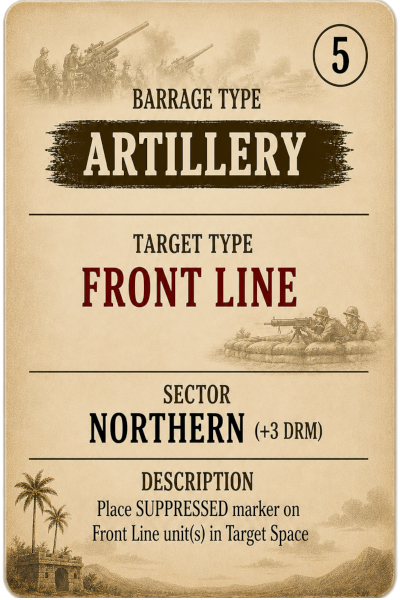 5
BARRAGE TYPE
ARTILLERY
TARGET TYPE
FRONT LINE
SECTOR
NORTHERN (+3 DRM)
DESCRIPTION
Place SUPPRESSED marker on
Front Line unit(s) in Target Space